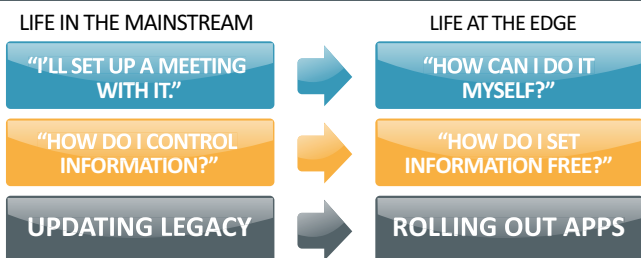 LIFE IN THE MAINSTREAM
LIFE AT THE EDGE
“I’LL SET UP A MEETING
WITH IT.”
“HOW CAN I DO IT
MYSELF?”
“HOW DO I CONTROL
INFORMATION?”
“HOW DO I SET
INFORMATION FREE?”
UPDATING LEGACY
ROLLING OUT APPS